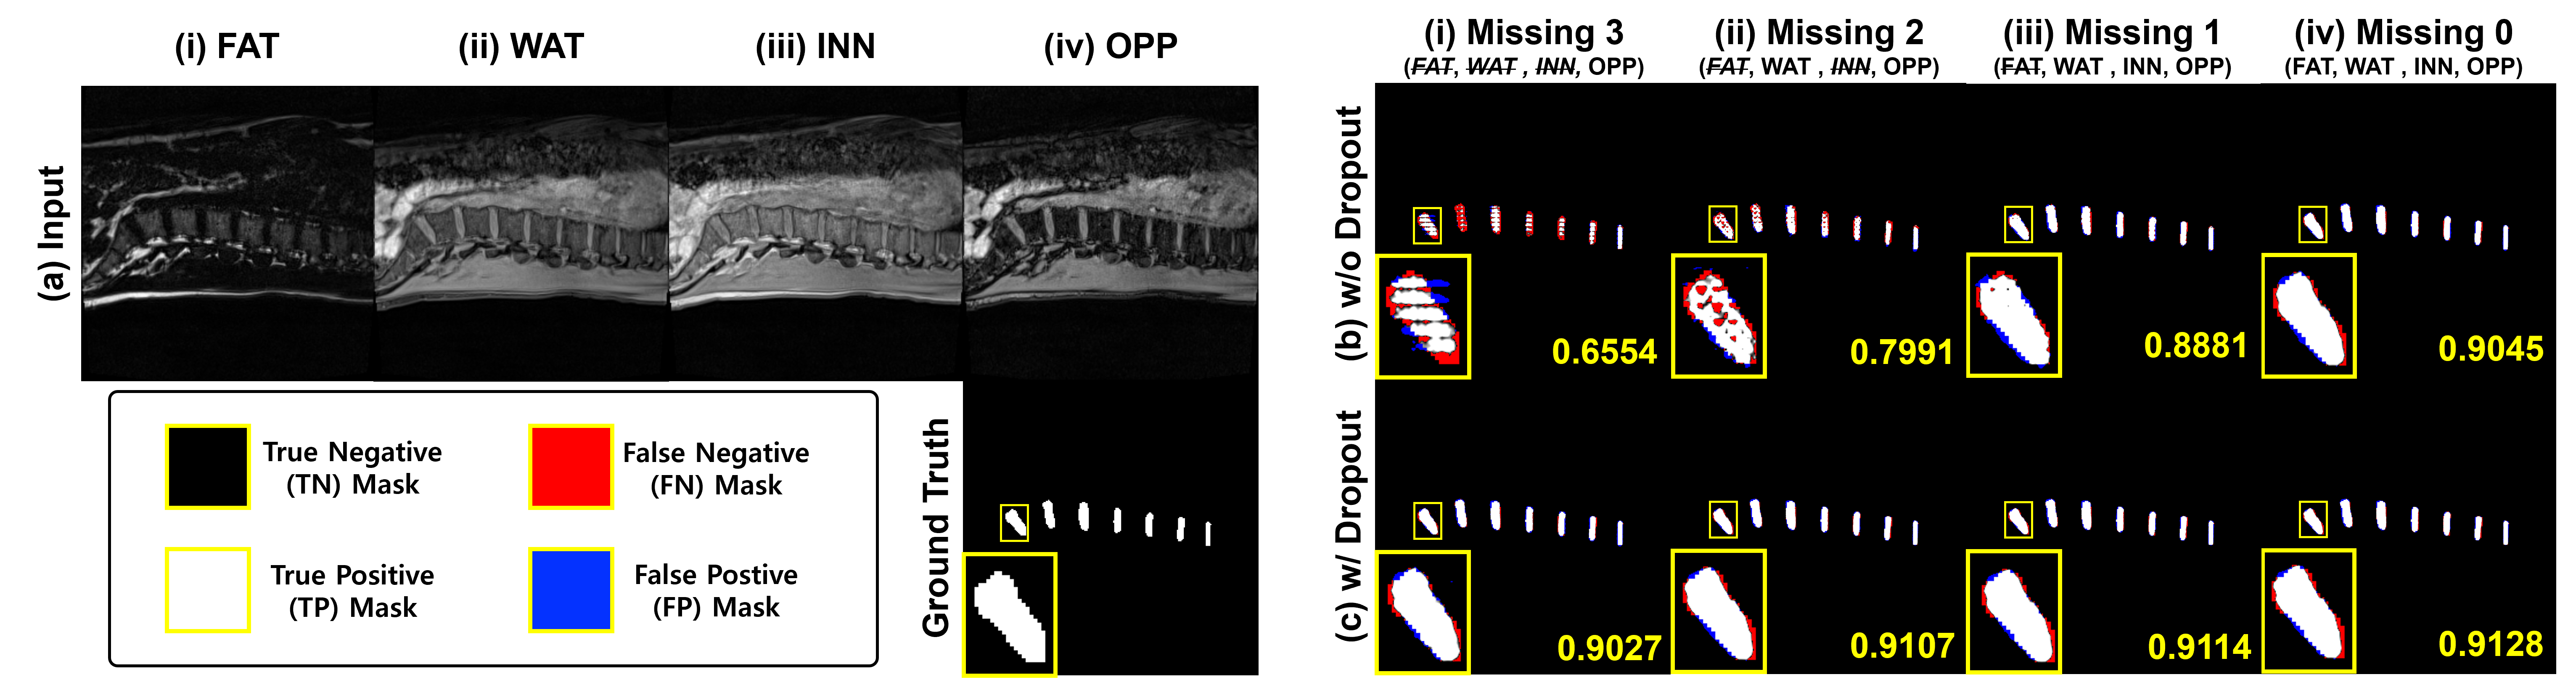 (i) FAT
(ii) WAT
(iii) INN
(iv) OPP
(a) Input
True Negative
(TN) Mask
False Negative
(FN) Mask
True Positive
(TP) Mask
False Postive
(FP) Mask
Ground Truth
(i) Missing 3
(FAT, WAT , INN, OPP)
(ii) Missing 2
(FAT, WAT , INN, OPP)
(iii) Missing 1
(FAT, WAT , INN, OPP)
(iv) Missing 0
(FAT, WAT , INN, OPP)
(b) w/o Dropout
0.6554
0.7991
0.8881
0.9045
(c) w/ Dropout
0.9027
0.9107
0.9114
0.9128